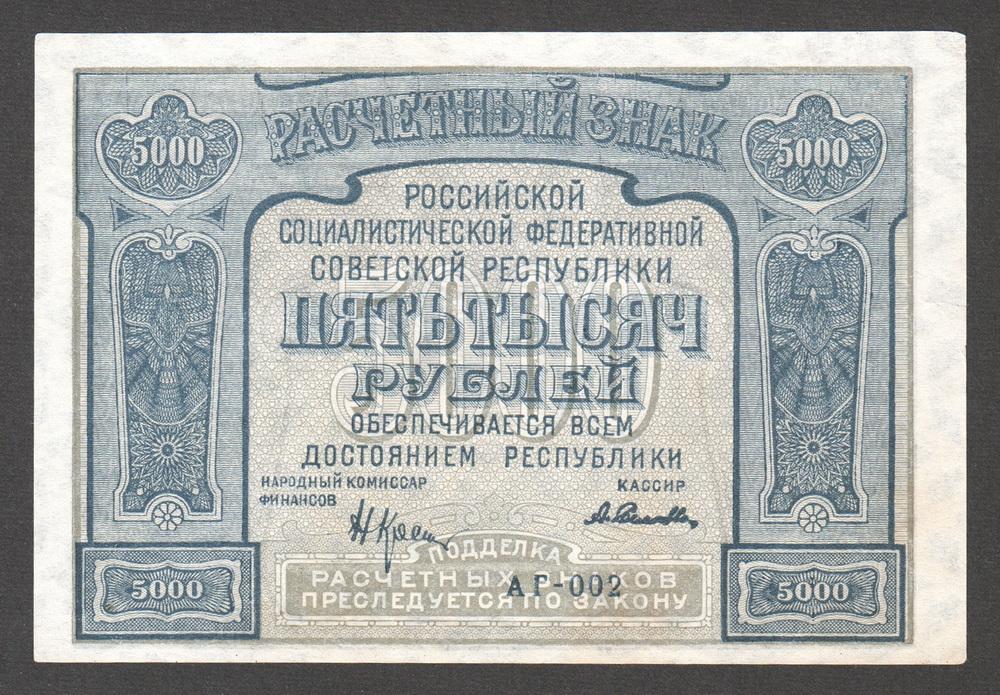 РАСЧЕТНЫЙ ЗНАК
5000
5000
РОССИЙСКОЙ
СОЦИАЛИСТИЧЕСКОЙ ФЕДЕРАТИВНОЙ
СОВЕТСКОЙ РЕСПУБЛИКИ
5000
ПЯТЬ ТЫСЯЧ
РУБЛЕЙ
ОБЕСПЕЧИВАЕТСЯ ВСЕМ
ДОСТОЯНИЕМ РЕСПУБЛИКИ
НАРОДНЫЙ КОМИССАР
ФИНАНСОВ
КАССИР
ПОДДЕЛКА
РАСЧЕТНЫХ ЗНАКОВ
ПРЕСЛЕДУЕТСЯ ПО ЗАКОНУ
АР-002
5000
5000